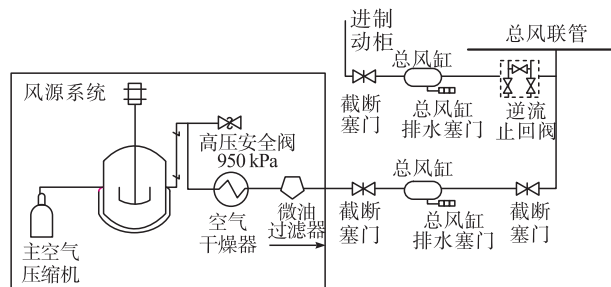 进制
动柜
总风联管
总风缸
截断
塞门
总风缸
排水塞门
逆流
止回阀
风源系统
高压安全阀
950 kPa
总风缸
空气
干燥器
微油
过滤器
截断
塞门
总风缸
排水塞门
截断
塞门
主空气
压缩机